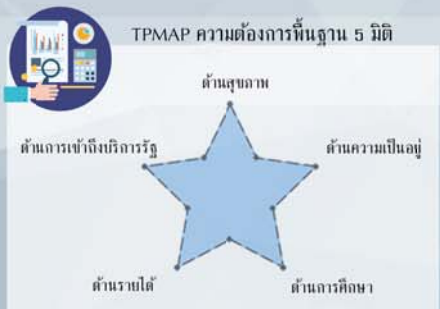 TPMAP ความต้องการพื้นฐาน 5 มิติ
ด้านสุขภาพ
ด้านการเข้าถึงบริการรัฐ
ด้านความเป็นอยู่
ด้านรายได้
ด้านการศึกษา